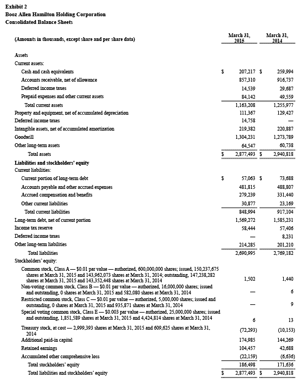 Exhibit 2
Booz Allen Hamilton Holding Corporation
Consolidated Balance Sheets
(Amounts in thousands, except share and per share data) March 31, 2015 March 31, 2014
Assets
Current assets:
Cash and cash equivalents $ 207,217 $ 259,994
Accounts receivable, net of allowance 857,310 916,737
Deferred income taxes 14,539 29,687
Prepaid expenses and other current assets 84,142 49,559
Total current assets 1,163,208 1,255,977
Property and equipment, net of accumulated depreciation 111,367 129,427
Deferred income taxes 14,758 —
Intangible assets, net of accumulated amortization 219,382 220,887
Goodwill 1,304,231 1,273,789
Other long-term assets 64,547 60,738
Total assets $ 2,877,493 $ 2,940,818
Liabilities and stockholders' equity
Current liabilities:
Current portion of long-term debt $ 57,063 $ 73,688
Accounts payable and other accrued expenses 481,815 488,807
Accrued compensation and benefits 279,239 331,440
Other current liabilities 30,877 23,169
Total current liabilities 848,994 917,104
Long-term debt, net of current portion 1,569,272 1,585,231
Income tax reserve 58,444 57,406
Deferred income taxes — 8,231
Other long-term liabilities 214,285 201,210
Total liabilities 2,690,995 2,769,182
Stockholders' equity:
Common stock, Class A — $0.01 par value — authorized, 600,000,000 shares; issued, 150,237,675
shares at March 31, 2015 and 143,962,073 shares at March 31, 2014; outstanding, 147,238,282
shares at March 31, 2015 and 143,352,448 shares at March 31, 2014 1,502 1,440
Non-voting common stock, Class B — $0.01 par value — authorized, 16,000,000 shares; issued
and outstanding, 0 shares at March 31, 2015 and 582,080 shares at March 31, 2014 — 6
Restricted common stock, Class C — $0.01 par value — authorized, 5,000,000 shares; issued and
outstanding, 0 shares at March 31, 2015 and 935,871 shares at March 31, 2014 — 9
Special voting common stock, Class E — $0.003 par value — authorized, 25,000,000 shares; issued
and outstanding, 1,851,589 shares at March 31, 2015 and 4,424,814 shares at March 31, 2014 6 13
Treasury stock, at cost — 2,999,393 shares at March 31, 2015 and 609,625 shares at March 31,
2014 (72,293) (10,153)
Additional paid-in capital 174,985 144,269
Retained earnings 104,457 42,688
Accumulated other comprehensive loss (22,159) (6,636)
Total stockholders' equity 186,498 171,636
Total liabilities and stockholders' equity $ 2,877,493 $ 2,940,818